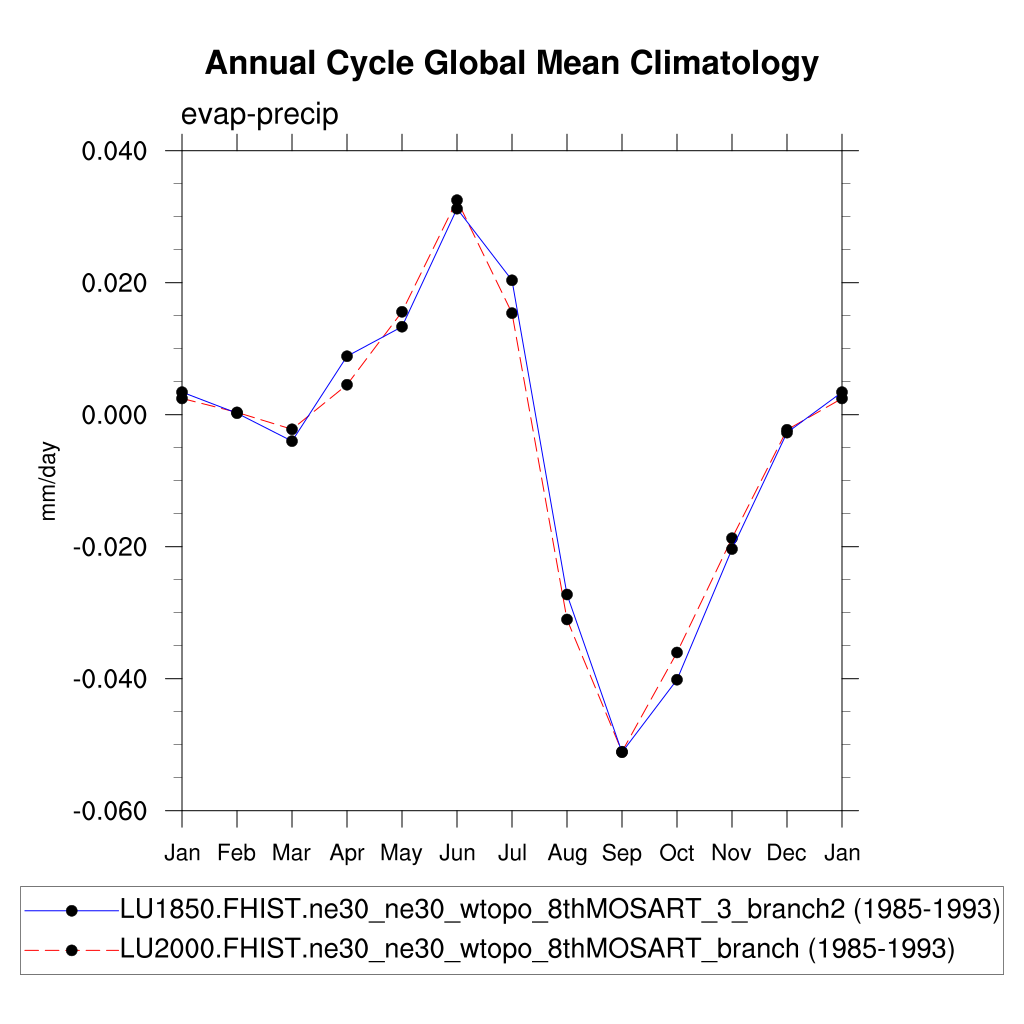 Annual Cycle Global Mean Climatology
evap-precip
0.040
0.020
0.000
-0.020
-0.040
-0.060
mm/day
Jan Feb Mar Apr May Jun Jul Aug Sep Oct Nov Dec Jan
LU1850.FHIST.ne30_ne30_wtopo_8thMOSART_3_branch2 (1985-1993)
LU2000.FHIST.ne30_ne30_wtopo_8thMOSART_branch (1985-1993)